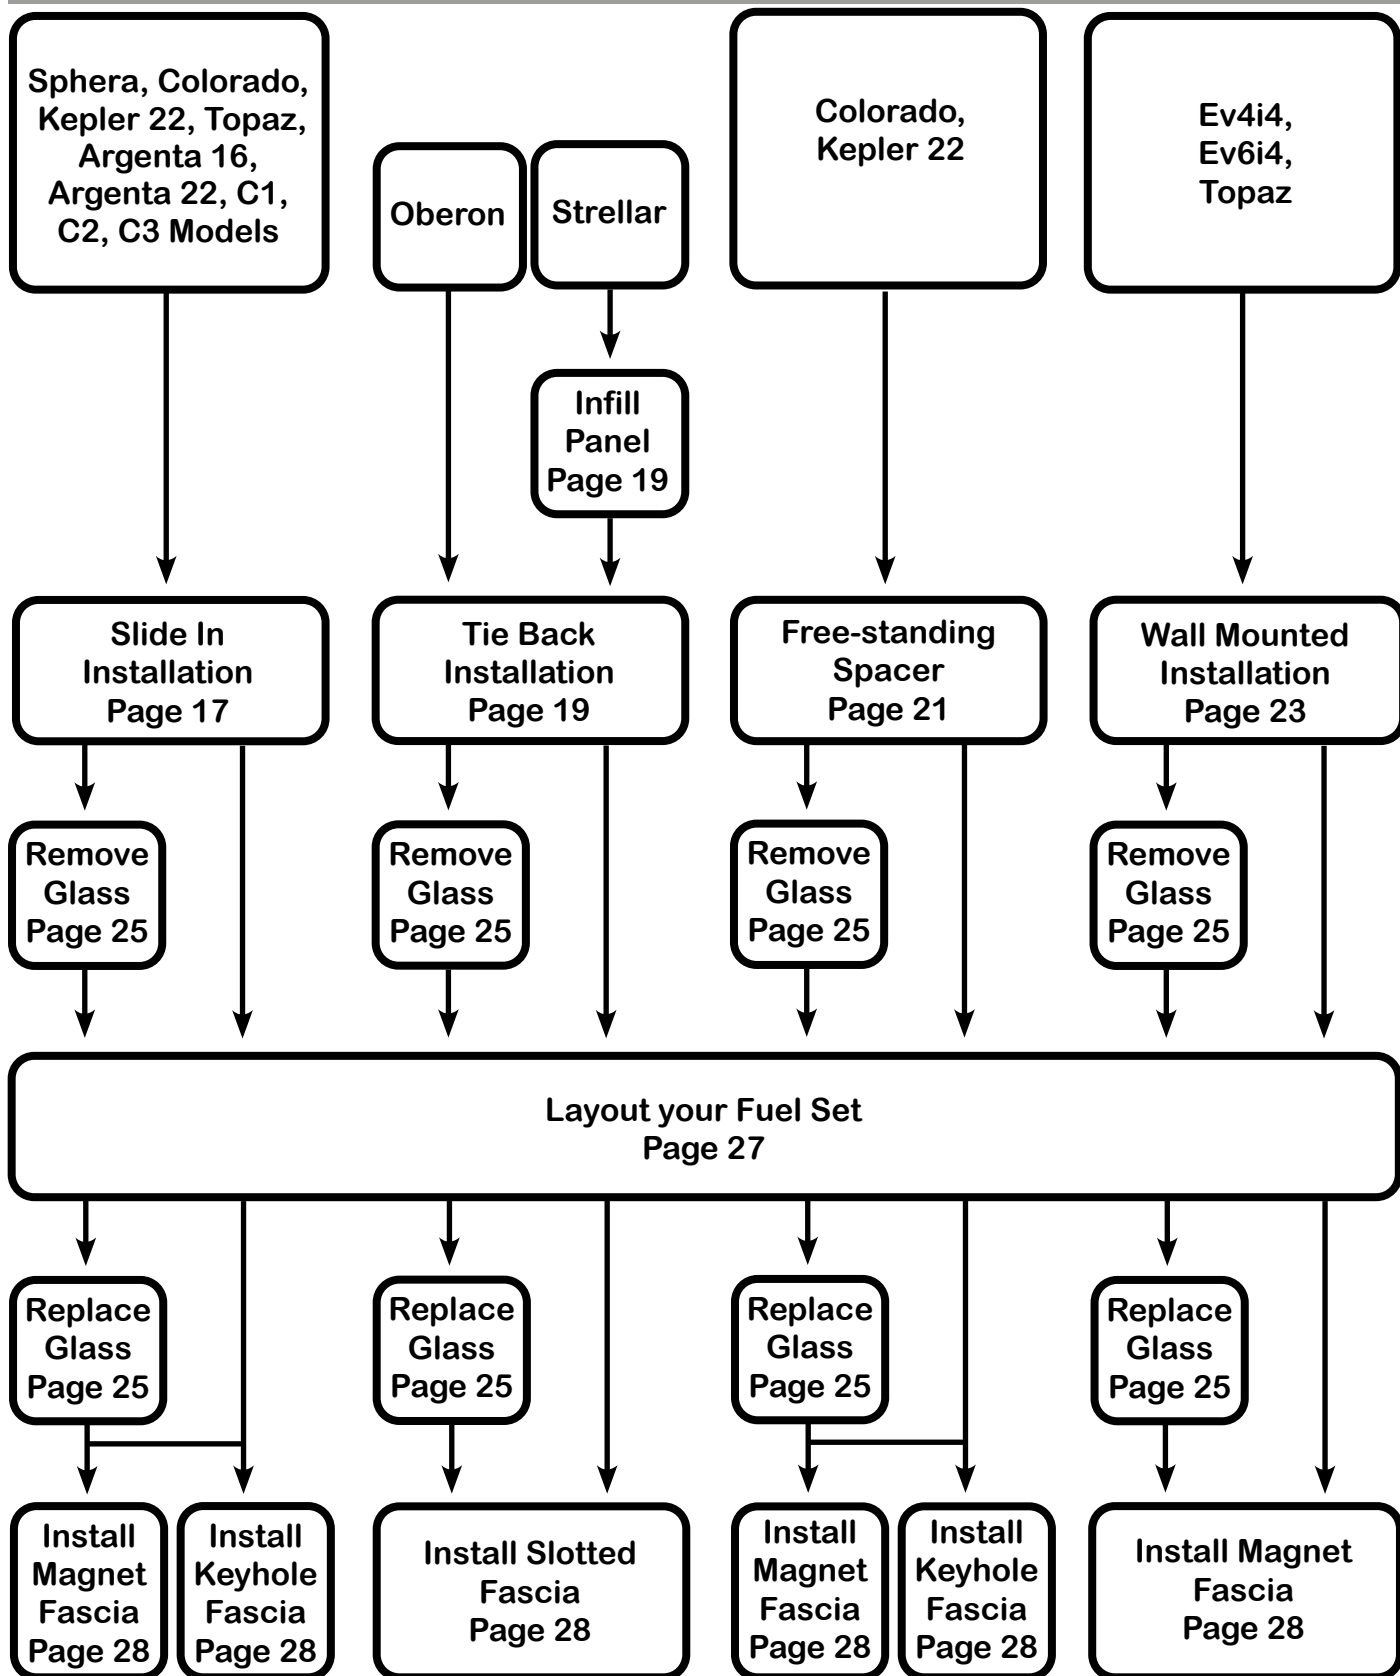 Sphera, Colorado,
Kepler 22, Topaz,
Argenta 16,
Argenta 22, C1,
C2, C3 Models
Oberon
Strellar
Colorado,
Kepler 22
Ev4i4,
Ev6i4,
Topaz
Infill
Panel
Page 19
Slide In
Installation
Page 17
Tie Back
Installation
Page 19
Free-standing
Spacer
Page 21
Wall Mounted
Installation
Page 23
Remove
Glass
Page 25
Remove
Glass
Page 25
Remove
Glass
Page 25
Remove
Glass
Page 25
Layout your Fuel Set
Page 27
Replace
Glass
Page 25
Replace
Glass
Page 25
Replace
Glass
Page 25
Replace
Glass
Page 25
Install
Magnet
Fascia
Page 28
Install
Keyhole
Fascia
Page 28
Install Slotted
Fascia
Page 28
Install
Magnet
Fascia
Page 28
Install
Keyhole
Fascia
Page 28
Install Magnet
Fascia
Page 28